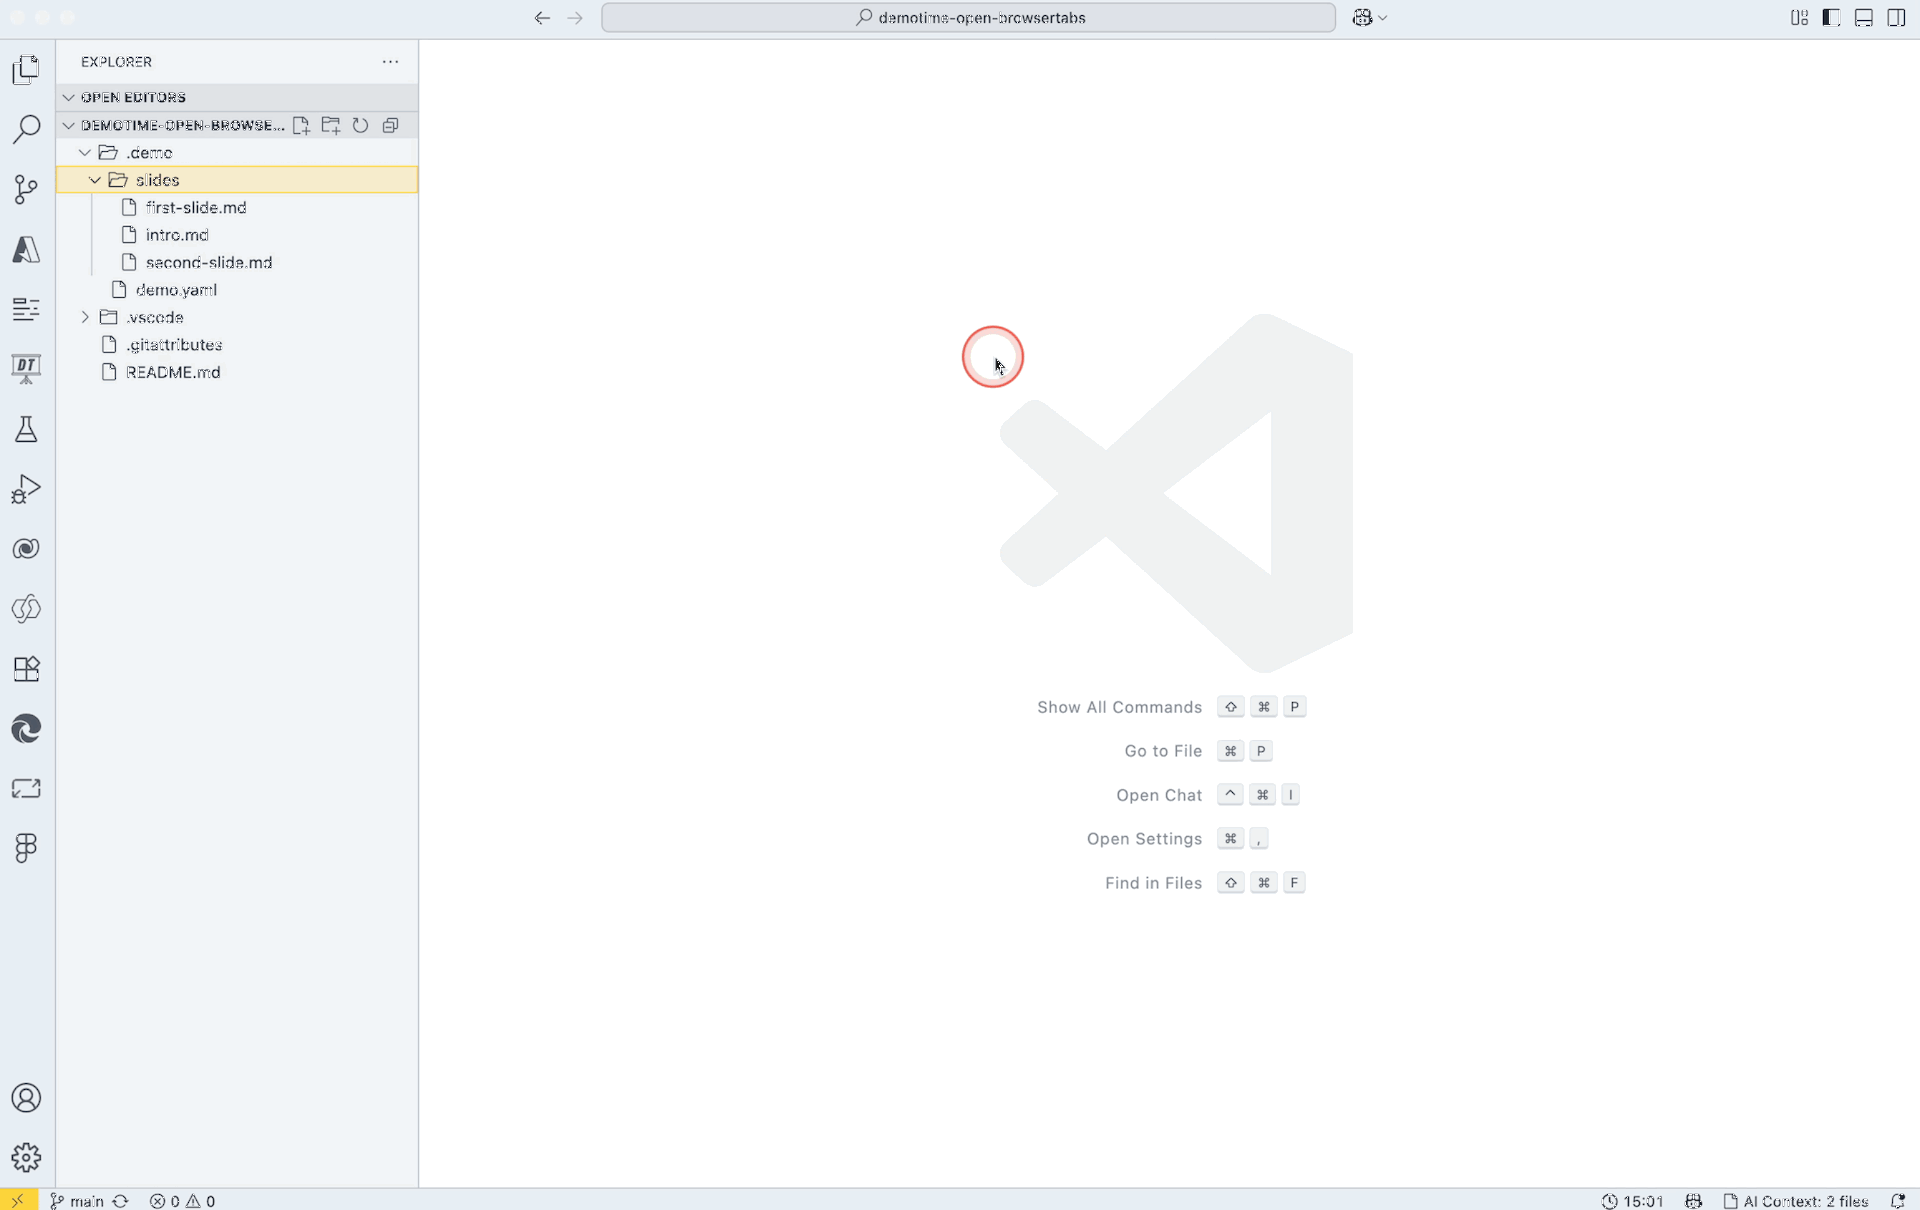 demotime-open-browsertabs
EXPLORER
OPEN EDITORS
DEMOTIME-OPEN-BROWSE...
.demo
slides
first-slide.md
intro.md
second-slide.md
demo.yaml
.vscode
.gitattributes
README.md
DT
Show All Commands ⇧ ⌘ P
Go to File ⌘ P
Open Chat ^ ⌘ I
Open Settings ⌘ ,
Find in Files ⇧ ⌘ F
main 0 0 15:01 AI Context: 2 files